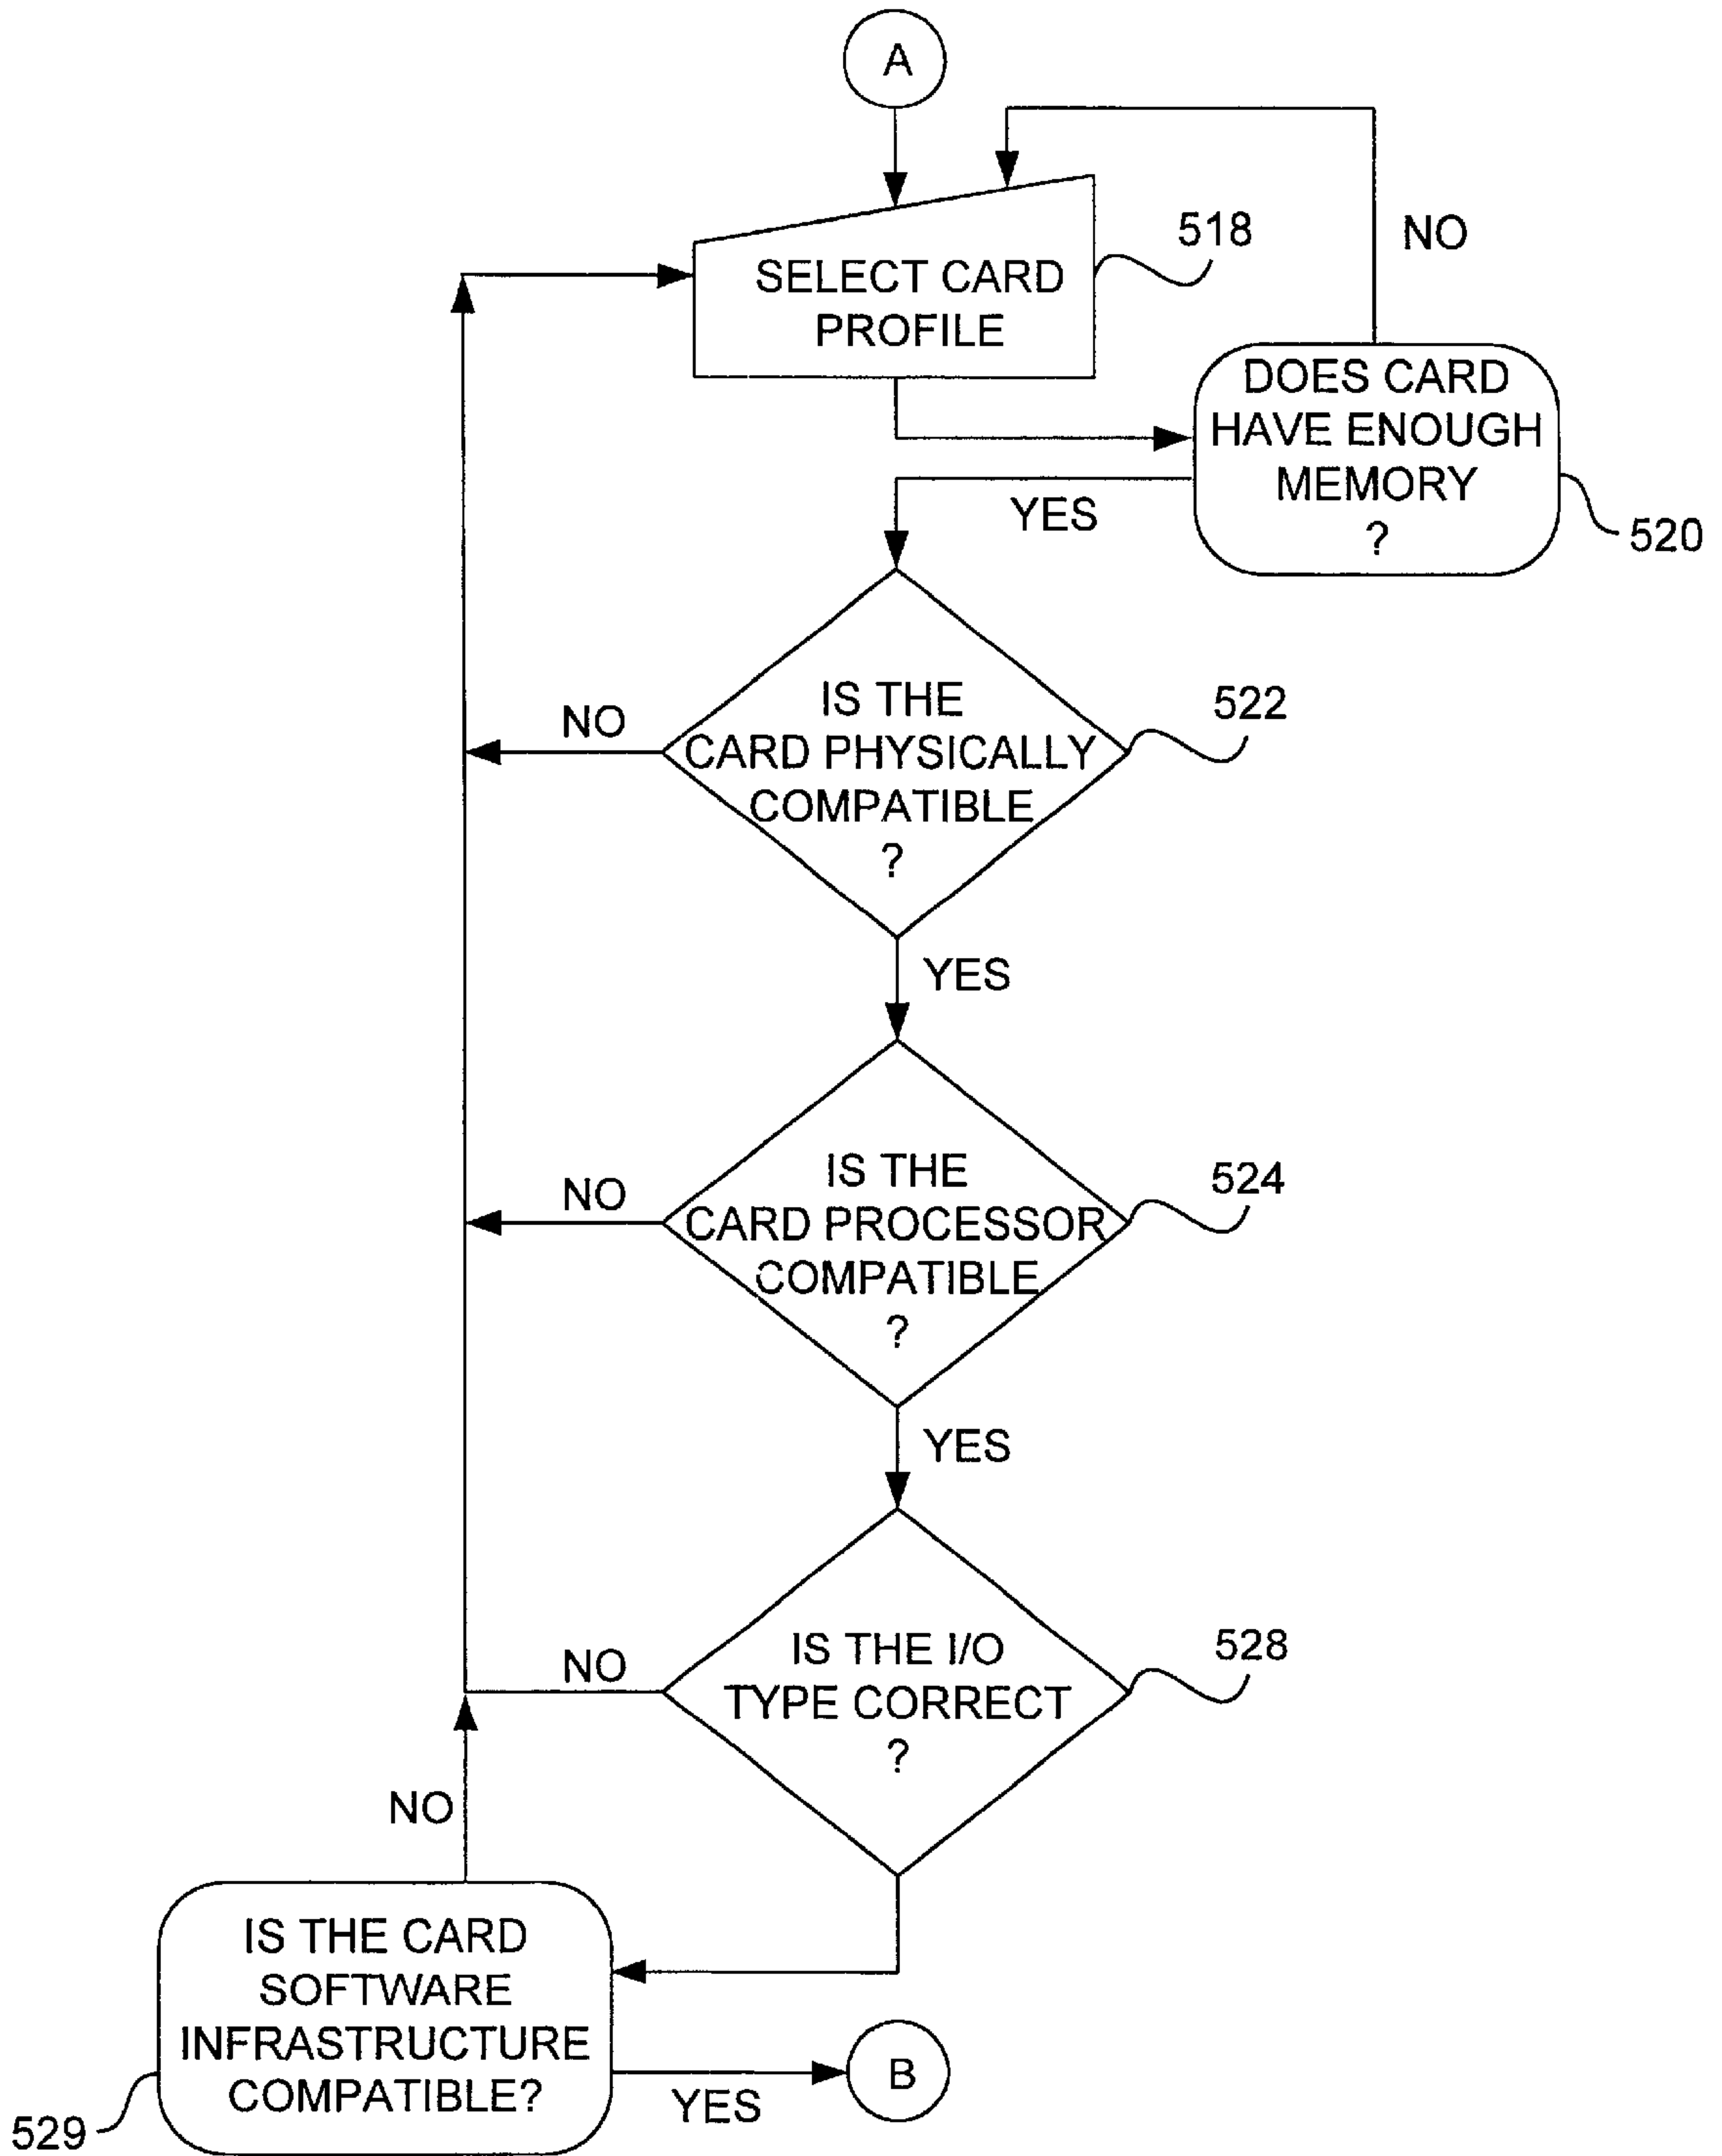 A
SELECT CARD
PROFILE
518
NO
DOES CARD
HAVE ENOUGH
MEMORY
?
520
YES
IS THE
CARD PHYSICALLY
COMPATIBLE
?
522
NO
YES
IS THE
CARD PROCESSOR
COMPATIBLE
?
524
NO
YES
IS THE I/O
TYPE CORRECT
?
528
NO
NO
IS THE CARD
SOFTWARE
INFRASTRUCTURE
COMPATIBLE?
529
YES
B